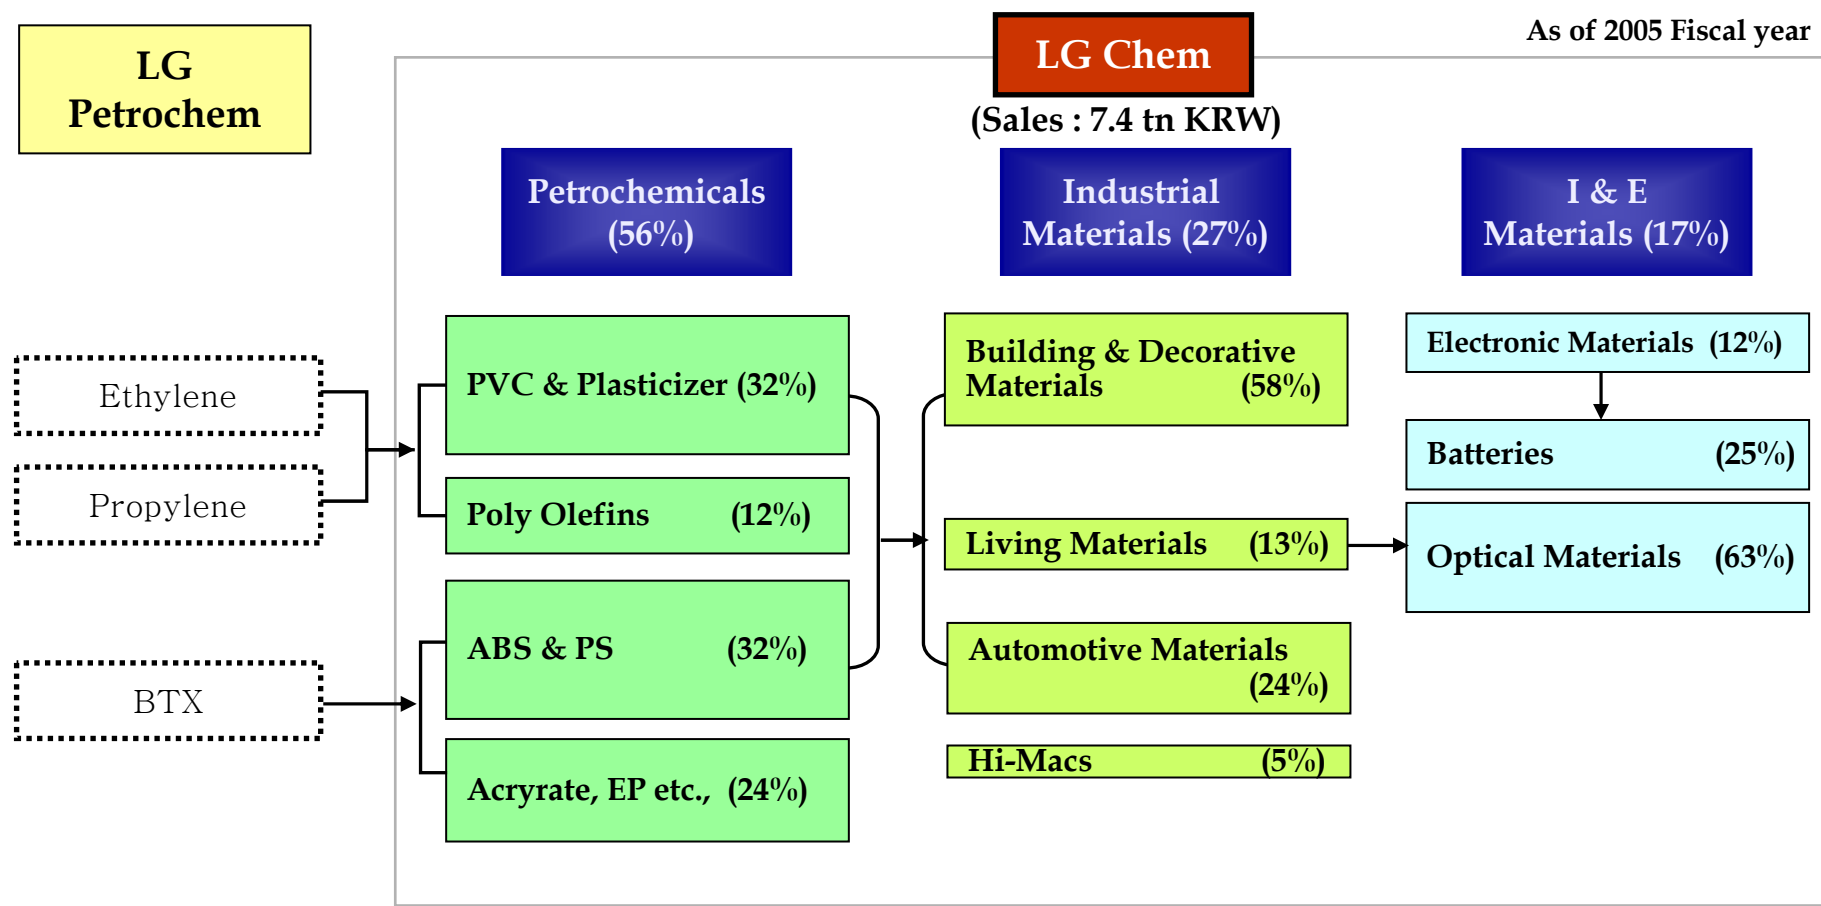 As of 2005 Fiscal year
LG
Petrochem
LG Chem
(Sales : 7.4 tn KRW)
Petrochemicals
(56%)
Industrial
Materials (27%)
I & E
Materials (17%)
Ethylene
Propylene
BTX
PVC & Plasticizer (32%)
Poly Olefins (12%)
ABS & PS (32%)
Acryrate, EP etc., (24%)
Building & Decorative
Materials (58%)
Living Materials (13%)
Automotive Materials
(24%)
Hi-Macs (5%)
Electronic Materials (12%)
Batteries (25%)
Optical Materials (63%)